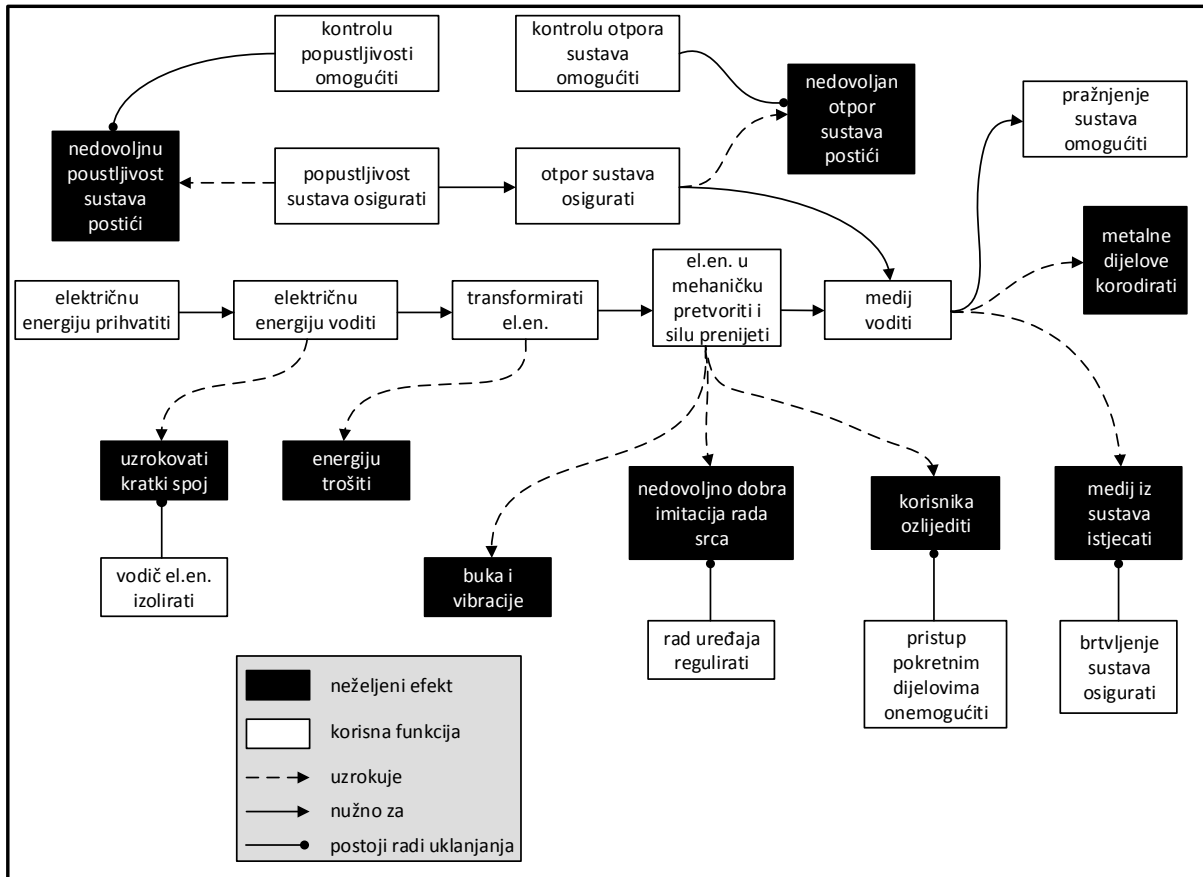 kontrolu
popustljivosti
omogućiti
kontrolu otpora
sustava
omogućiti
nedovoljan
otpor
sustava
postići
pražnjenje
sustava
omogućiti
nedovoljnu
poustljivost
sustava
postići
popustljivost
sustava osigurati
otpor sustava
osigurati
metalne
dijelove
korodirati
električnu
energiju prihvatiti
električnu
energiju voditi
transformirati
el.en.
el.en. u
mehaničku
pretvoriti i
silu prenijeti
medij
voditi
uzrokovati
kratki spoj
energiju
trošiti
nedovoljno dobra
imitacija rada
srca
korisnika
ozlijediti
medij iz
sustava
istjecati
vodič el.en.
izolirati
buka i
vibracije
rad uređaja
regulirati
pristup
pokretnim
dijelovima
onemogućiti
brtvljenje
sustava
osigurati
neželjeni efekt
korisna funkcija
uzrokuje
nužno za
postoji radi uklanjanja